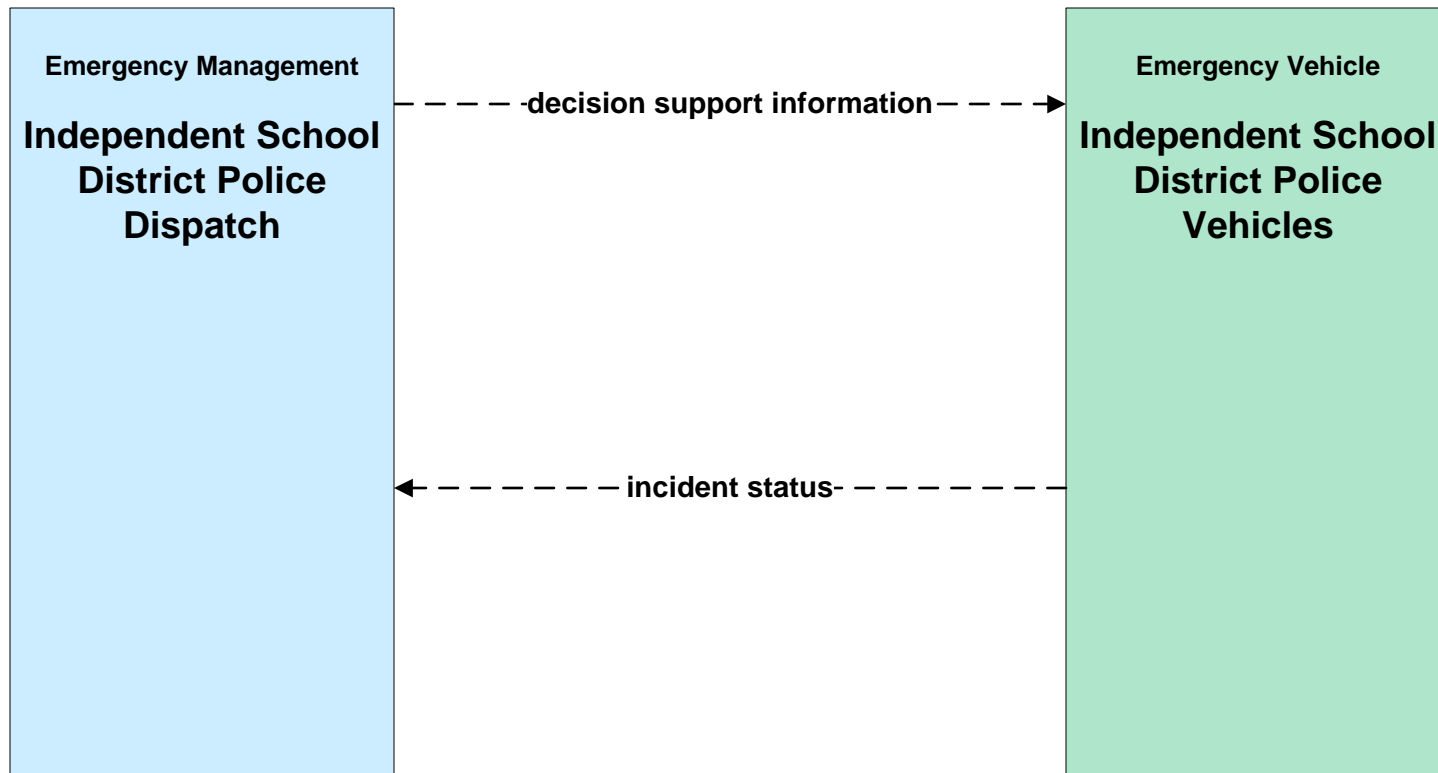 Emergency Management
Independent School
District Police
Dispatch
decision support information
Emergency Vehicle
Independent School
District Police
Vehicles
incident status